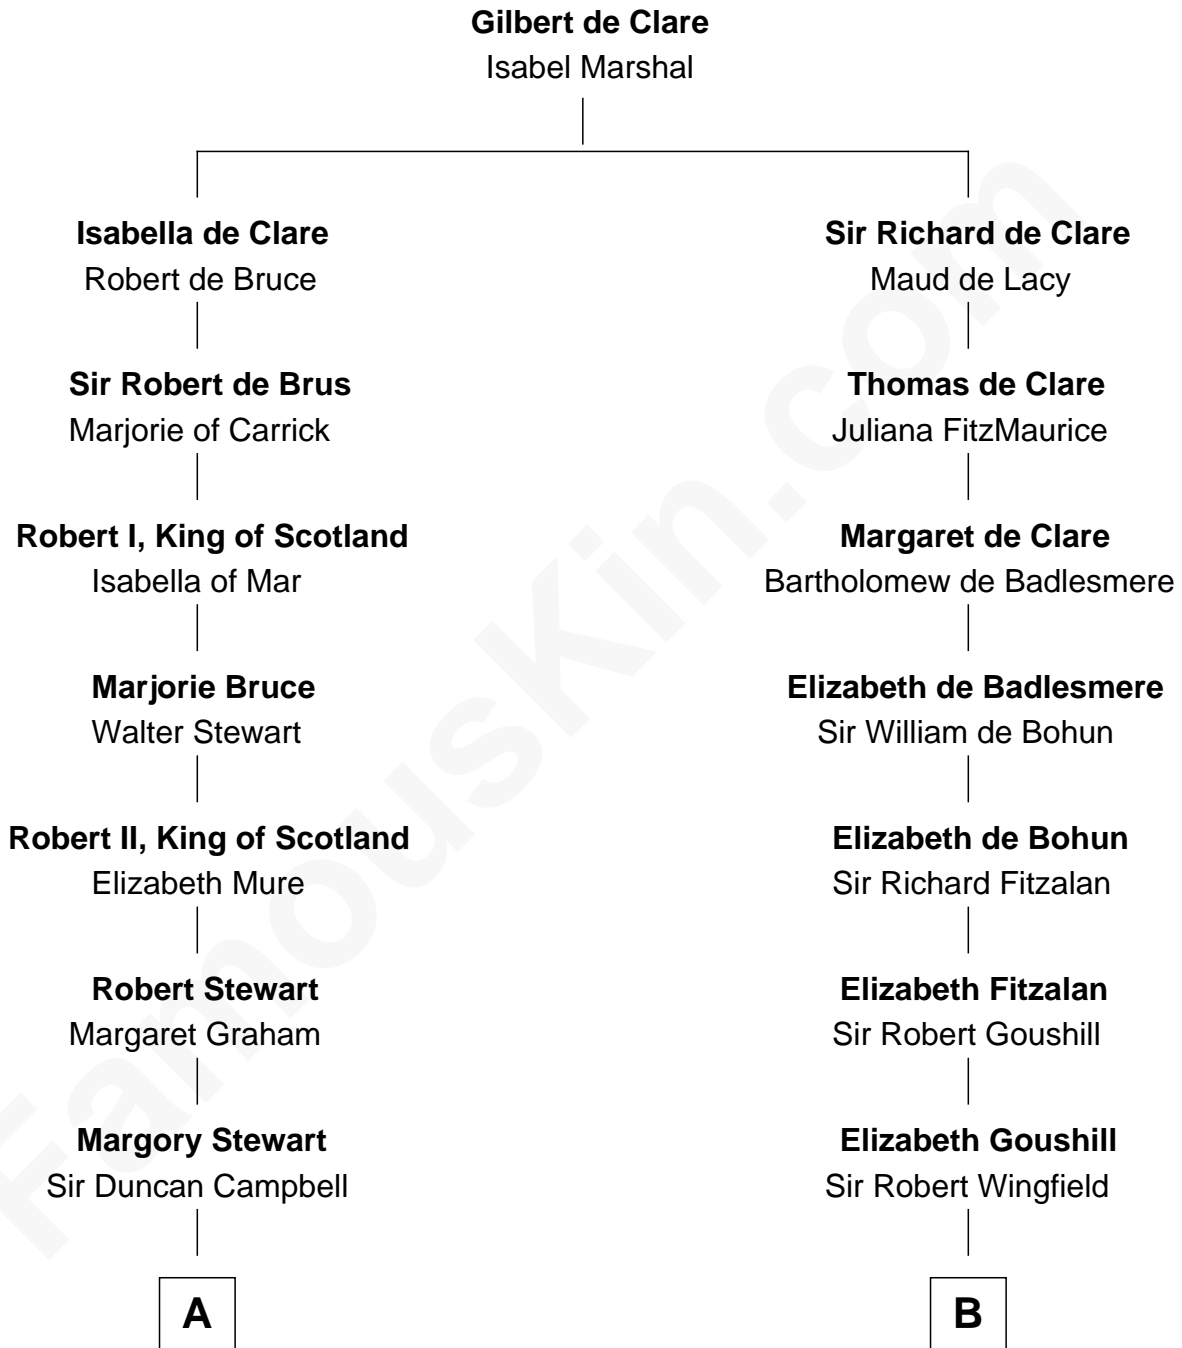 Gilbert de Clare
Isabel Marshal
Isabella de Clare
Robert de Bruce
Sir Richard de Clare
Maud de Lacy
Sir Robert de Brus
Marjorie of Carrick
Thomas de Clare
Juliana FitzMaurice
Robert I, King of Scotland
Isabella of Mar
Margaret de Clare
Bartholomew de Badlesmere
Marjorie Bruce
Walter Stewart
Elizabeth de Badlesmere
Sir William de Bohun
Robert II, King of Scotland
Elizabeth Mure
Elizabeth de Bohun
Sir Richard Fitzalan
Robert Stewart
Margaret Graham
Elizabeth Fitzalan
Sir Robert Goushill
Margory Stewart
Sir Duncan Campbell
Elizabeth Goushill
Sir Robert Wingfield
A
B
FamousKin.com